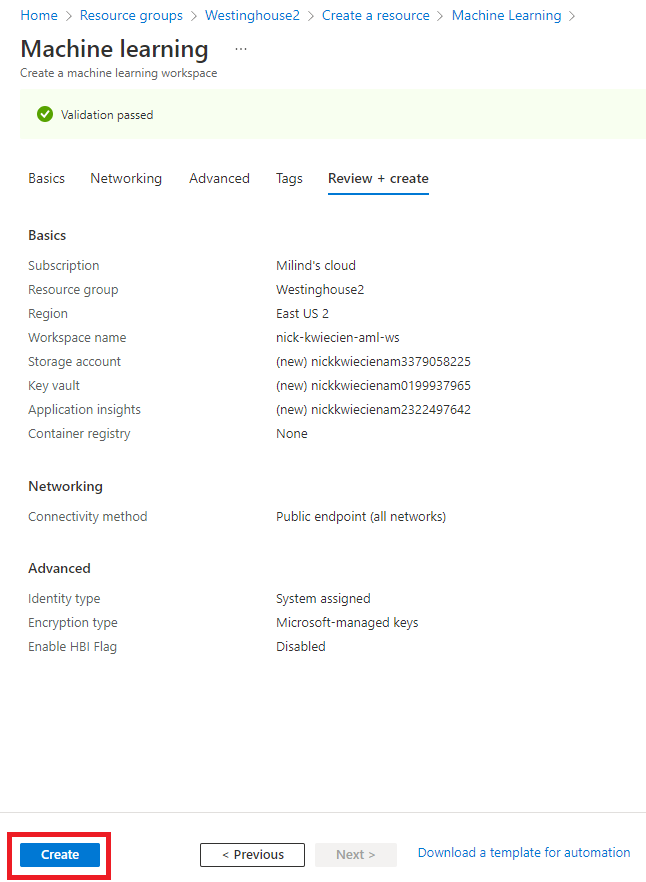 Home > Resource groups > Westinghouse2 > Create a resource > Machine Learning >
Machine learning ...
Create a machine learning workspace
Validation passed
Basics Networking Advanced Tags Review + create
Basics
Subscription Milind's cloud
Resource group Westinghouse2
Region East US 2
Workspace name nick-kwiecien-aml-ws
Storage account (new) nickkwiecienam3379058225
Key vault (new) nickkwiecienam0199937965
Application insights (new) nickkwiecienam2322497642
Container registry None
Networking
Connectivity method Public endpoint (all networks)
Advanced
Identity type System assigned
Encryption type Microsoft-managed keys
Enable HBI Flag Disabled
Create < Previous Next > Download a template for automation